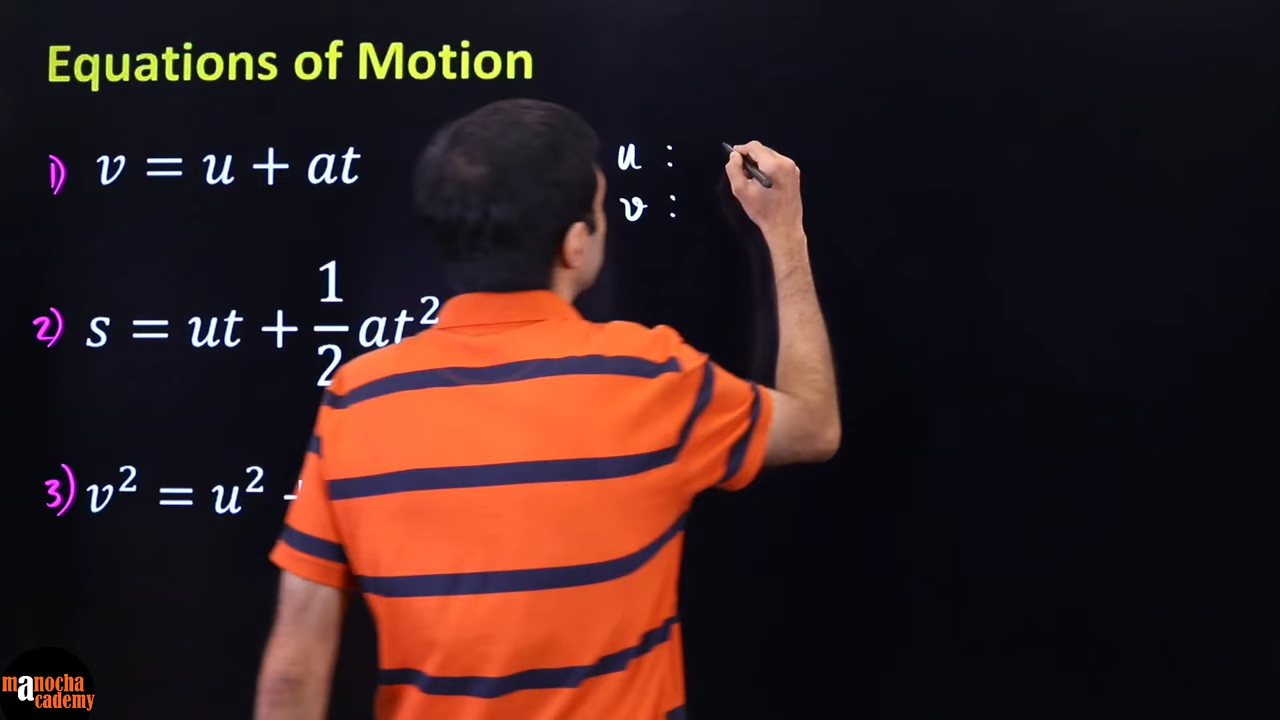 Equations of Motion
1) v = u + at
u :
v :
2) s = ut + 1/2 at²
3) v² = u²
manocha
academy